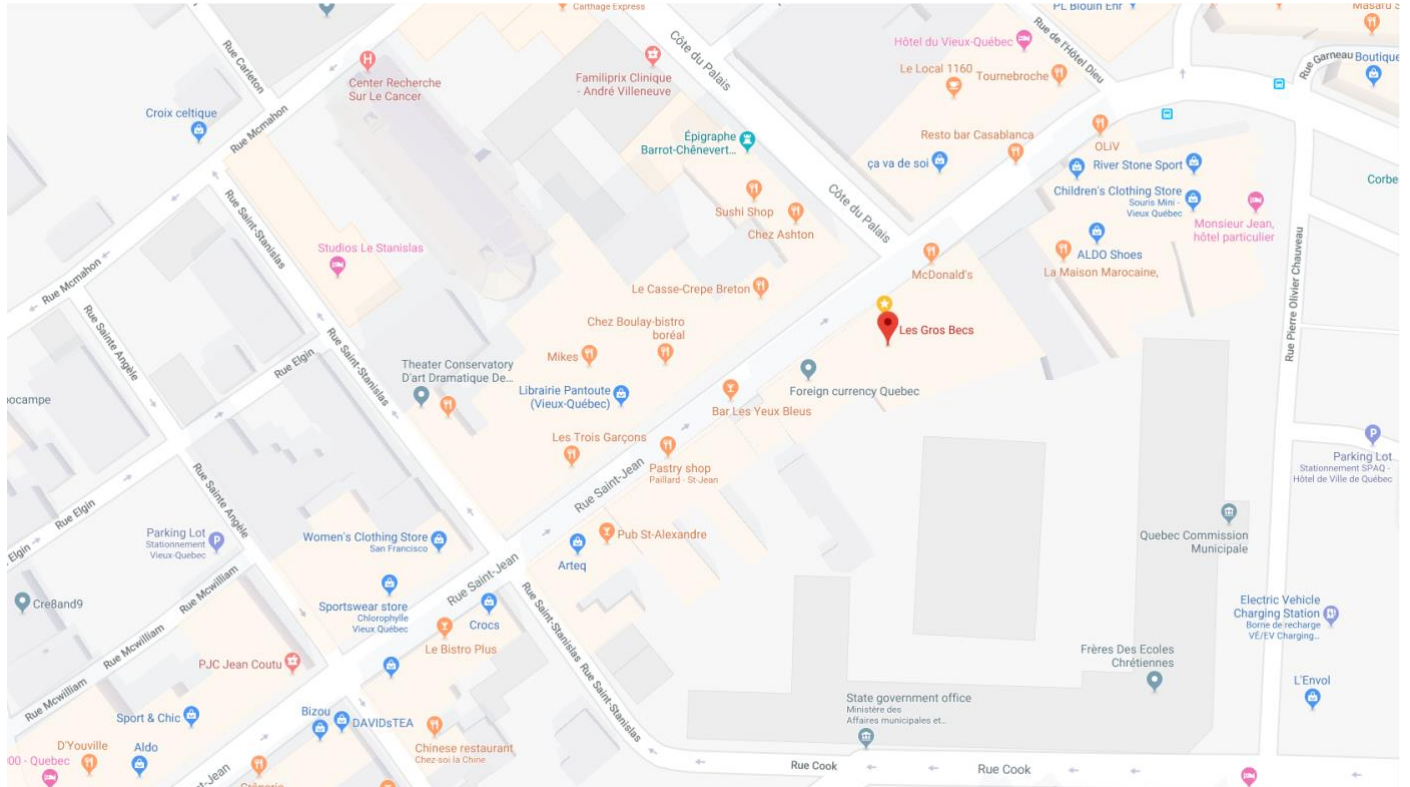 Carthage Express
PL Blouin Enr
Masaru S
Côte du Palais
Rue de l'Hôtel Dieu
Hôtel du Vieux-Québec
Rue Carleton
Center Recherche
Sur Le Cancer
Familiprix Clinique
- André Villeneuve
Le Local 1160
Tournebroche
Rue Garneau
Boutique
Croix celtique
Rue Mcmahon
Épigraphe
Barrot-Chênevert...
Resto bar Casablanca
OLiV
ça va de soi
River Stone Sport
Children's Clothing Store
Souris Mini -
Vieux Québec
Corbe
Rue Saint-Stanislas
Sushi Shop
Chez Ashton
Côte du Palais
Monsieur Jean,
hôtel particulier
Studios Le Stanislas
ALDO Shoes
La Maison Marocaine,
McDonald's
Rue Mcmahon
Le Casse-Crepe Breton
Rue Pierre Olivier Chauveau
Rue Sainte Angèle
Chez Boulay-bistro
boréal
Les Gros Becs
Rue Elgin
Rue Saint-Stanislas
Mikes
Theater Conservatory
D'art Dramatique De...
Librairie Pantoute
(Vieux-Québec)
Foreign currency Quebec
pocampe
Bar Les Yeux Bleus
Les Trois Garçons
Rue Saint-Jean
Pastry shop
Paillard - St-Jean
Parking Lot
Stationnement SPAQ -
Hôtel de Ville de Québec
Rue Sainte Angèle
Rue Elgin
Elgin
Parking Lot
Stationnement
Vieux-Quebec
Women's Clothing Store
San Francisco
Pub St-Alexandre
Arteq
Quebec Commission
Municipale
Rue Saint-Jean
Rue Mcwilliam
Cre8and9
Sportswear store
Chlorophylle
Vieux Québec
Crocs
Rue Saint-Stanislas
Electric Vehicle
Charging Station
Borne de recharge
VÉ/EV Charging...
Rue Mcwilliam
Le Bistro Plus
PJC Jean Coutu
Frères Des Ecoles
Chrétiennes
Rue Saint-Stanislas
L'Envol
Rue Mcwilliam
Sport & Chic
Bizou
DAVIDsTEA
State government office
Ministère des
Affaires municipales et...
D'Youville
Aldo
Chinese restaurant
Chez-soi la Chine
00 - Quebec
Rue Cook
Rue Cook